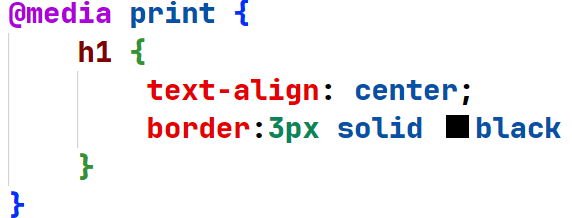 @media print {
    h1 {
        text-align: center;
        border:3px solid black
    }
}